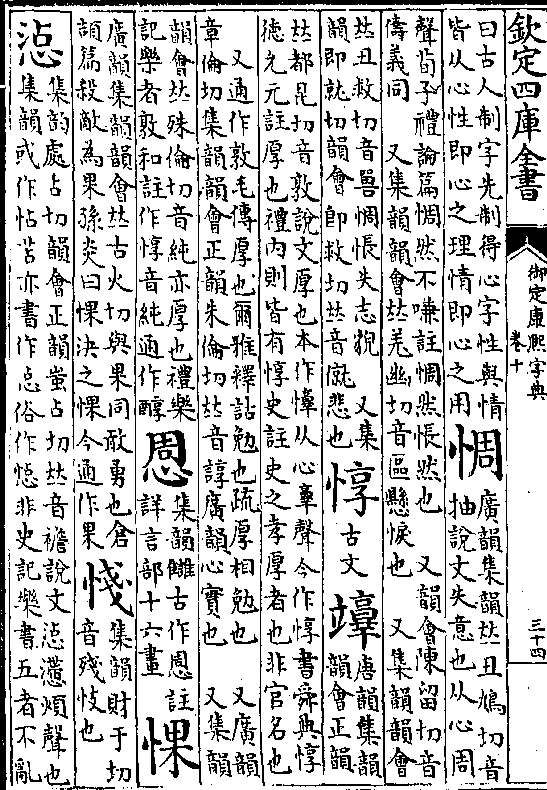 欽定四庫全書
御定康熙字典
卷十
三十四
曰古人制字先制得心字性與情
皆从心性即心之理情即心之用
惆
廣韻集韻𠀤丑鳩切音
抽說文失意也从心周
聲荀子禮論篇惆然不嗛註惆然悵然也 又韻會陳留切音
儔義同 又集韻韻會𠀤羌幽切音區懸悷也 又集韻韻會
𠀤丑救切音畜惆悵失志貌 又集
韻即就切韻會即救切𠀤音僦悲也
惇
古文
唐韻集韻
韻會正韻
𠀤都昆切音敦說文厚也本作㥫从心𦎫聲今作惇書舜典惇
德允元註厚也禮內則皆有惇史註史之孝厚者也非官名也
又通作敦毛傳厚也爾雅釋詁勉也疏厚相勉也 又廣韻
章倫切集韻韻會正韻朱倫切𠀤音諄廣韻心實也 又集韻
韻會𠀤殊倫切音純亦厚也禮樂
記樂者敦和註作惇音純通作醇
集韻讎古作 註
詳言部十六畫
惈
廣韻集韻韻會𠀤古火切與果同敢勇也倉
頡篇殺敵為果孫炎曰惈決之惈今通作果
㥇
集韻財干切
音殘忮也
惉
集韻處占切韻會正韻蚩占切𠀤音襜說文惉懘煩聲也
集韻或作怗苫亦書作惉俗作 非史記樂書五者不亂